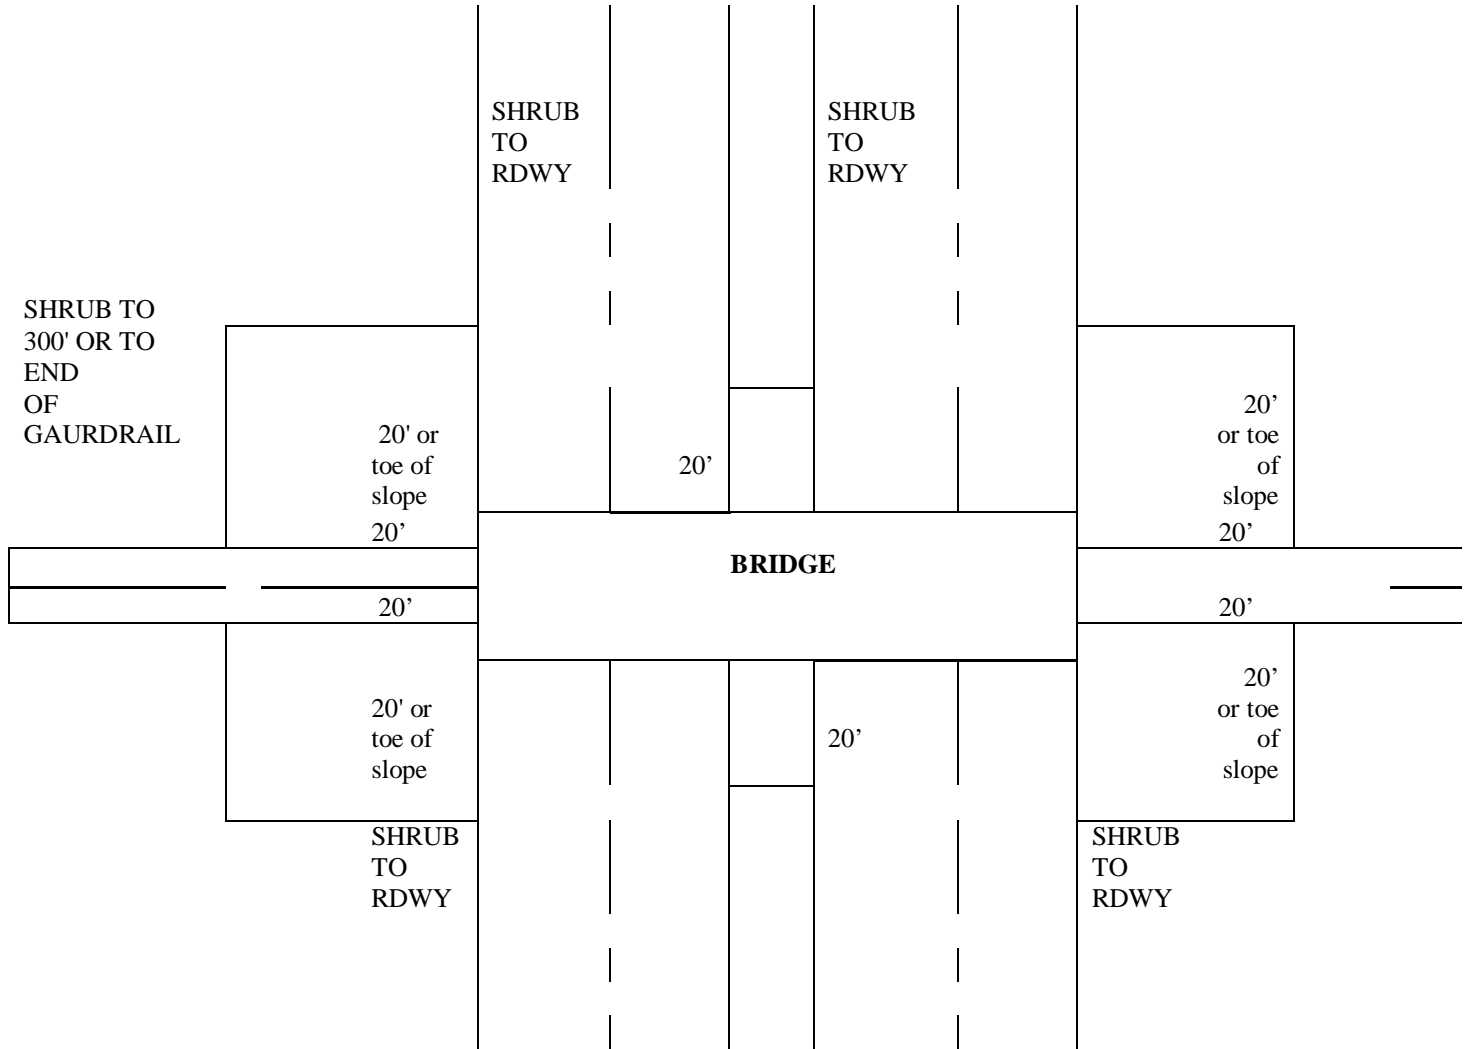 SHRUB
TO
RDWY
SHRUB
TO
RDWY
SHRUB TO
300' OR TO
END
OF
GAURDRAIL
20' or
toe of
slope
20’
20’
20’
or toe
of
slope
20’
BRIDGE
20’
20’
20' or
toe of
slope
20’
20’
or toe
of
slope
SHRUB
TO
RDWY
SHRUB
TO
RDWY